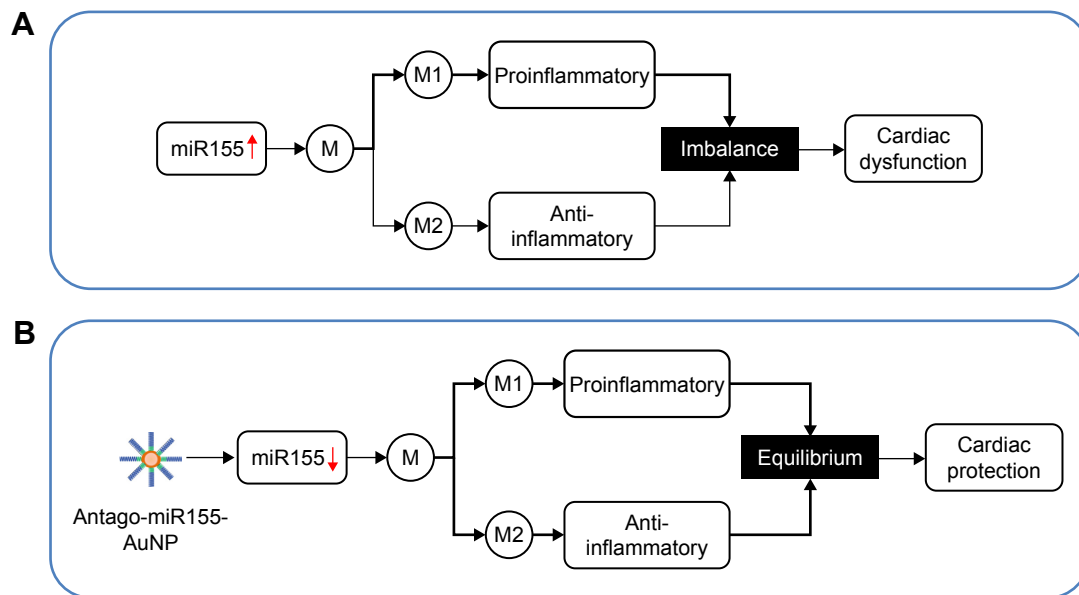 A
miR155
M
M1
Proinflammatory
M2
Anti-
inflammatory
Imbalance
Cardiac
dysfunction
B
Antago-miR155-
AuNP
miR155
M
M1
Proinflammatory
M2
Anti-
inflammatory
Equilibrium
Cardiac
protection